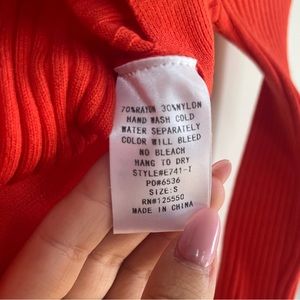 70%RAYON 30%NYLON
HAND WASH COLD
WATER SEPARATELY
COLOR WILL BLEED
NO BLEACH
HANG TO DRY
STYLE#E741-T
PO#6536
SIZE:S
RN#125550
MADE IN CHINA